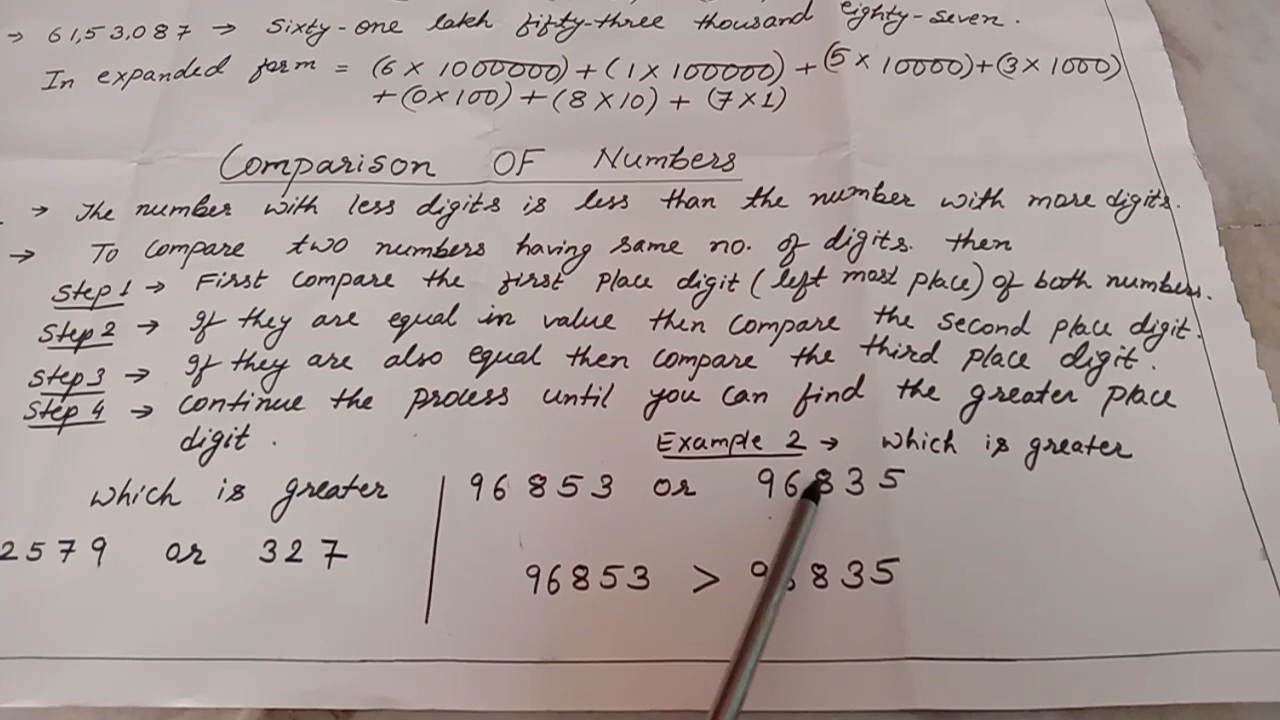 → 61,53,087 → Sixty-one lakh fifty-three thousand eighty-seven.
In expanded form = (6 × 1000000) + (1 × 100000) + (5 × 10000) + (3 × 1000)
+ (0×100) + (8×10) + (7×1)
Comparison OF Numbers
→ The number with less digits is less than the number with more digits.
→ To compare two numbers having same no. of digits. then
Step 1 → First compare the first place digit (left most place) of both numbers.
Step 2 → If they are equal in value then compare the second place digit.
Step 3 → If they are also equal then compare the third place digit.
Step 4 → continue the process until you can find the greater place
digit.
Example 2 → which is greater
which is greater
96853 or 96835
2579 or 327
96853 > 96835